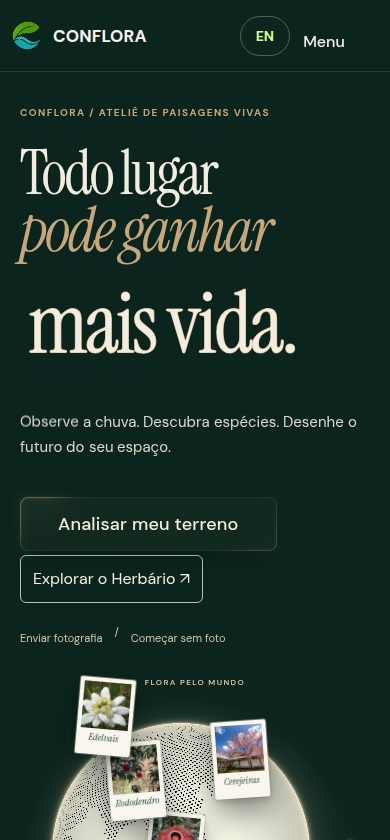 CONFLORA
EN
Menu
CONFLORA / ATELIÊ DE PAISAGENS VIVAS
Todo lugar
pode ganhar
mais vida.
Observe a chuva. Descubra espécies. Desenhe o
futuro do seu espaço.
Analisar meu terreno
Explorar o Herbário ↗
Enviar fotografia / Começar sem foto
FLORA PELO MUNDO
Edelvais
Cerejeiras
Rododendro